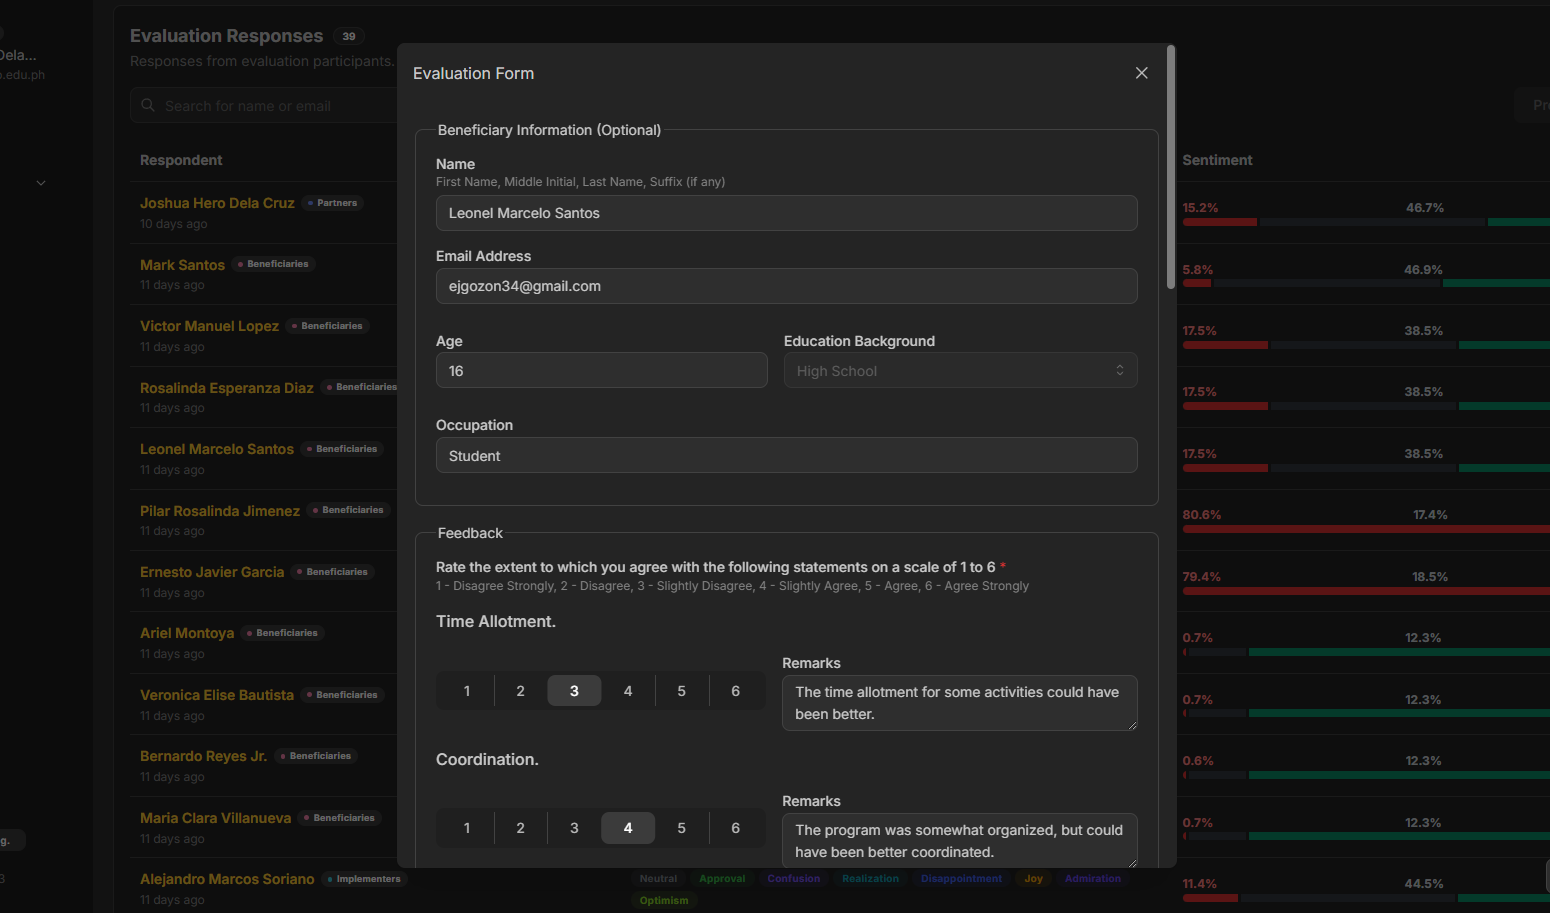 Evaluation Responses 39
Responses from evaluation participants.
Dela...
.edu.ph
Search for name or email
Respondent
Sentiment
Joshua Hero Dela Cruz Partners
10 days ago
15.2% 46.7%
Mark Santos Beneficiaries
11 days ago
5.8% 46.9%
Victor Manuel Lopez Beneficiaries
11 days ago
17.5% 38.5%
Rosalinda Esperanza Diaz Beneficiaries
11 days ago
17.5% 38.5%
Leonel Marcelo Santos Beneficiaries
11 days ago
17.5% 38.5%
Pilar Rosalinda Jimenez Beneficiaries
11 days ago
80.6% 17.4%
Ernesto Javier Garcia Beneficiaries
11 days ago
79.4% 18.5%
Ariel Montoya Beneficiaries
11 days ago
0.7% 12.3%
Veronica Elise Bautista Beneficiaries
11 days ago
0.7% 12.3%
Bernardo Reyes Jr. Beneficiaries
11 days ago
0.6% 12.3%
Maria Clara Villanueva Beneficiaries
11 days ago
0.7% 12.3%
Alejandro Marcos Soriano Implementers
11 days ago
Neutral Approval Confusion Realization Disappointment Joy Admiration
Optimism
11.4% 44.5%
Evaluation Form
Beneficiary Information (Optional)
Name
First Name, Middle Initial, Last Name, Suffix (if any)
Leonel Marcelo Santos
Email Address
ejgozon34@gmail.com
Age
16
Education Background
High School
Occupation
Student
Feedback
Rate the extent to which you agree with the following statements on a scale of 1 to 6 *
1 - Disagree Strongly, 2 - Disagree, 3 - Slightly Disagree, 4 - Slightly Agree, 5 - Agree, 6 - Agree Strongly
Time Allotment.
1 2 3 4 5 6
Remarks
The time allotment for some activities could have
been better.
Coordination.
1 2 3 4 5 6
Remarks
The program was somewhat organized, but could
have been better coordinated.